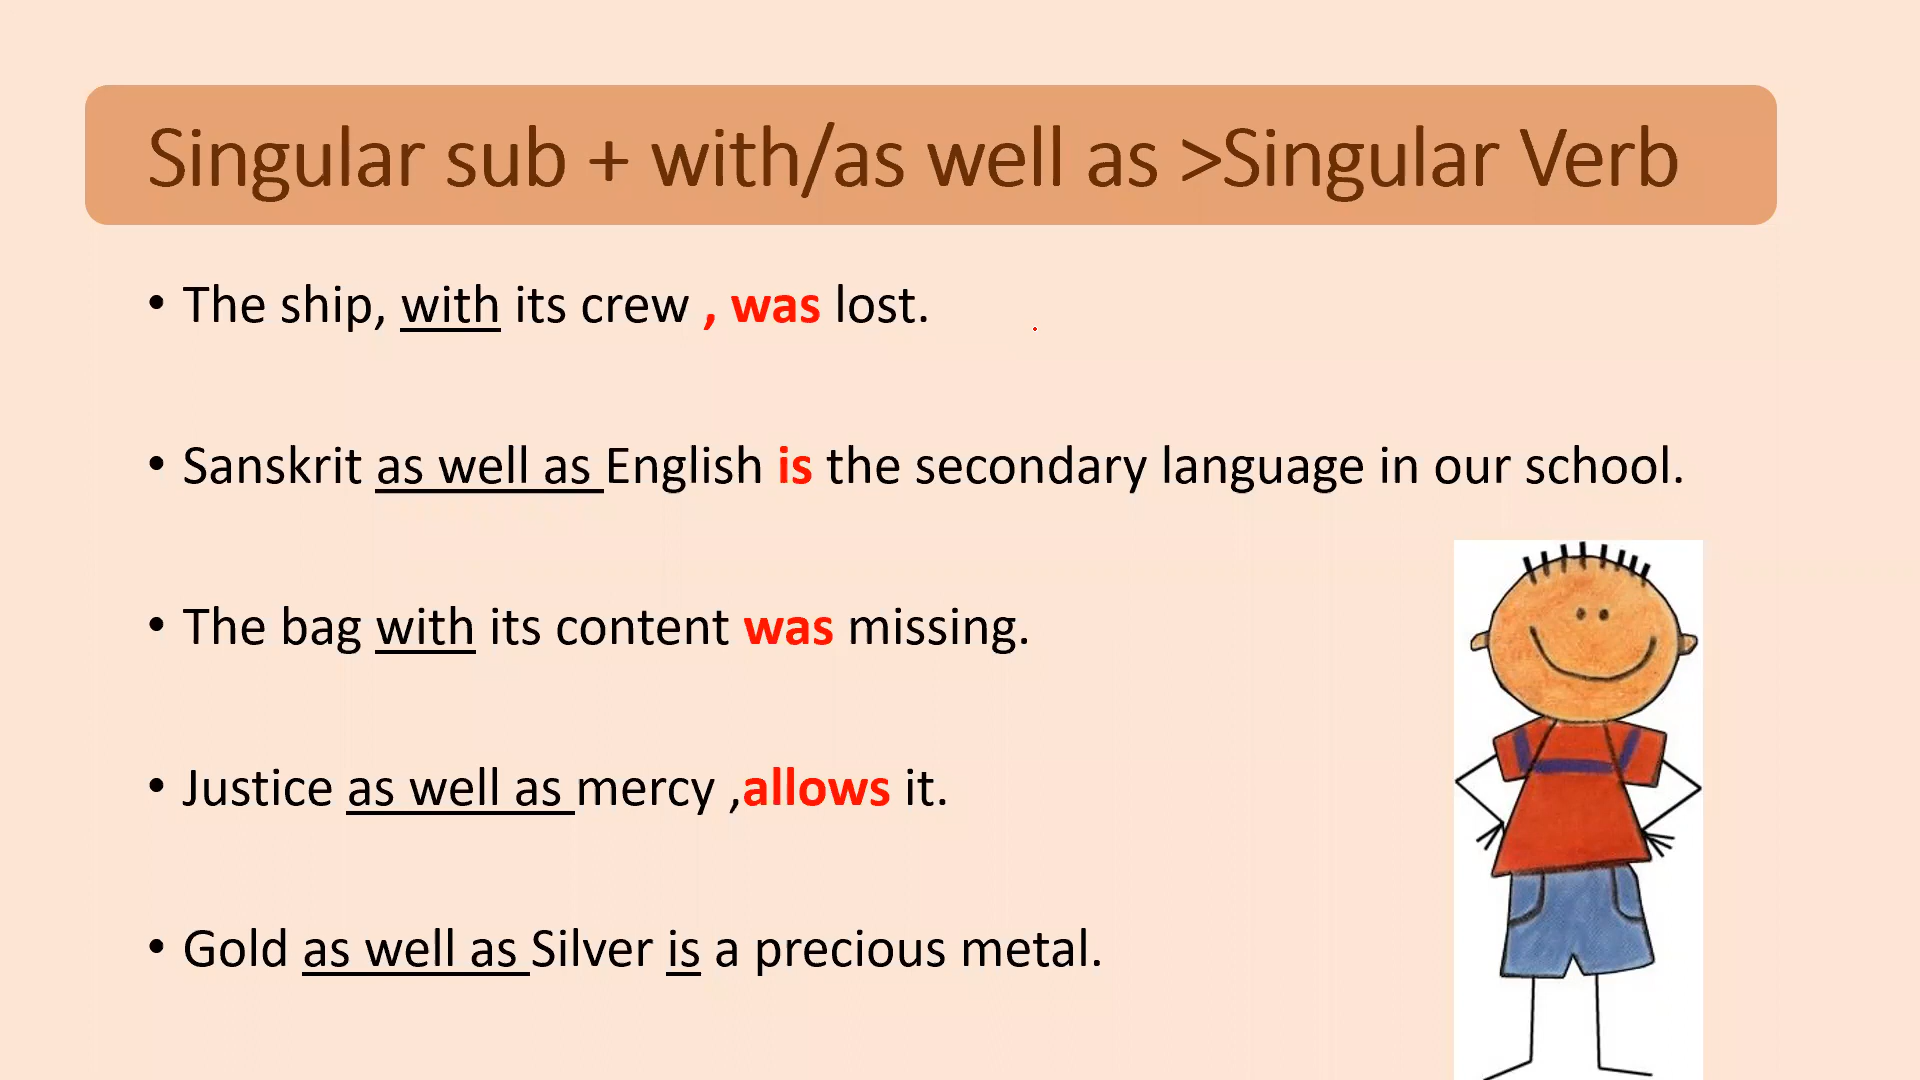 Singular sub + with/as well as >Singular Verb
• The ship, with its crew , was lost.
• Sanskrit as well as English is the secondary language in our school.
• The bag with its content was missing.
• Justice as well as mercy ,allows it.
• Gold as well as Silver is a precious metal.